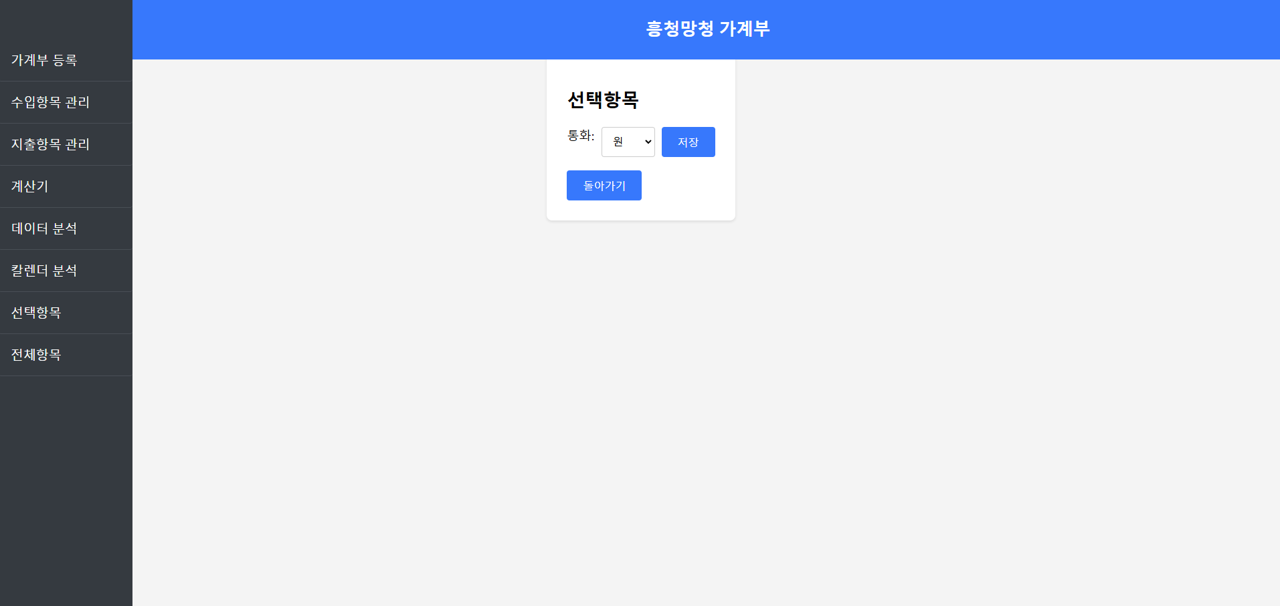 흥청망청 가계부
가계부 등록
수입항목 관리
지출항목 관리
계산기
데이터 분석
칼렌더 분석
선택항목
전체항목
선택항목
통화: 원 저장
돌아가기